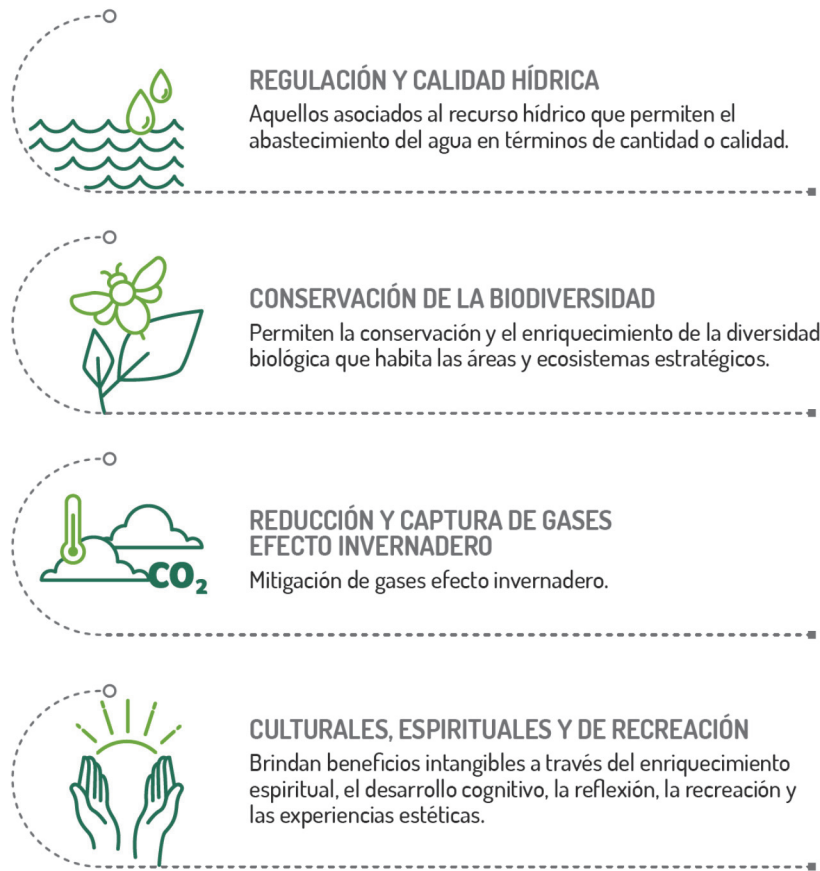 REGULACIÓN Y CALIDAD HÍDRICA
Aquellos asociados al recurso hídrico que permiten el
abastecimiento del agua en términos de cantidad o calidad.
CONSERVACIÓN DE LA BIODIVERSIDAD
Permiten la conservación y el enriquecimiento de la diversidad
biológica que habita las áreas y ecosistemas estratégicos.
REDUCCIÓN Y CAPTURA DE GASES
EFECTO INVERNADERO
CO₂
Mitigación de gases efecto invernadero.
CULTURALES, ESPIRITUALES Y DE RECREACIÓN
Brindan beneficios intangibles a través del enriquecimiento
espiritual, el desarrollo cognitivo, la reflexión, la recreación y
las experiencias estéticas.